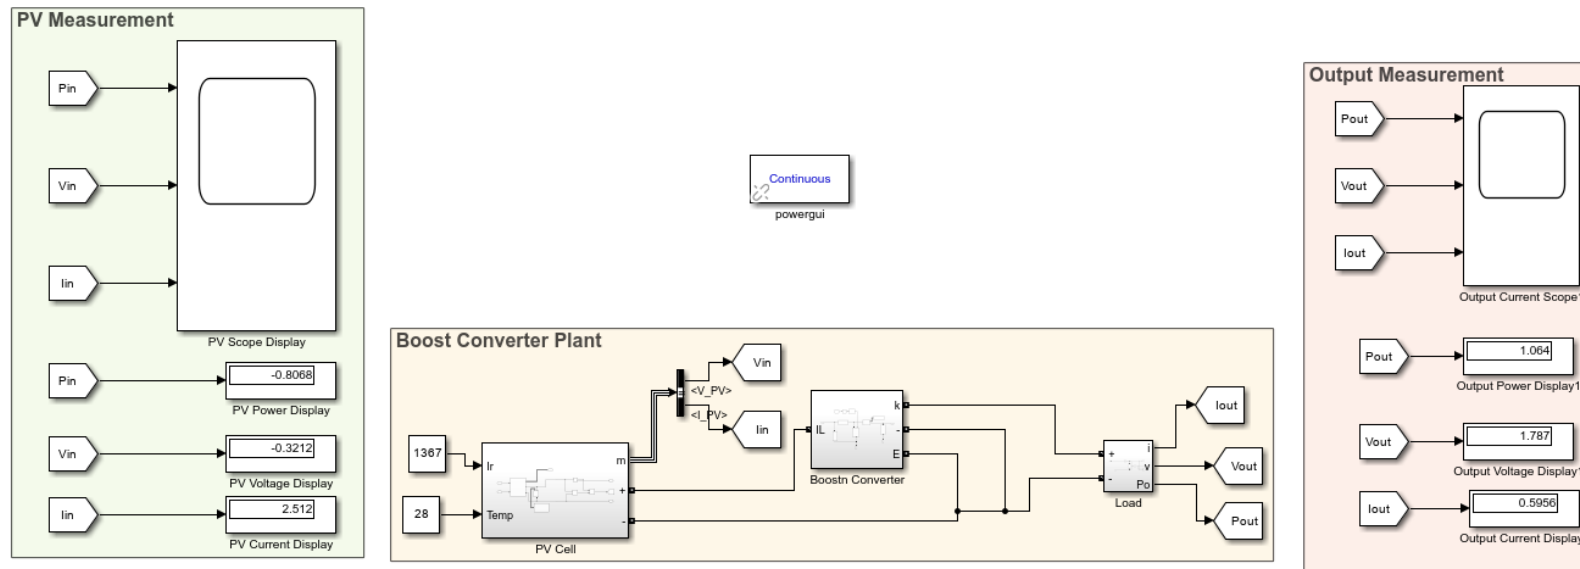 PV Measurement
Pin
Vin
Iin
PV Scope Display
Pin
-0.8068
PV Power Display
Vin
-0.3212
PV Voltage Display
Iin
2.512
PV Current Display
Continuous
powergui
Boost Converter Plant
Vin
<V_PV>
<I_PV>
Iin
1367
28
Ir
Temp
m
+
-
PV Cell
IL
k
-
E
Boostn Converter
+
-
i
v
Po
Load
Iout
Vout
Pout
Output Measurement
Pout
Vout
Iout
Output Current Scope1
Pout
1.064
Output Power Display1
Vout
1.787
Output Voltage Display1
Iout
0.5956
Output Current Display